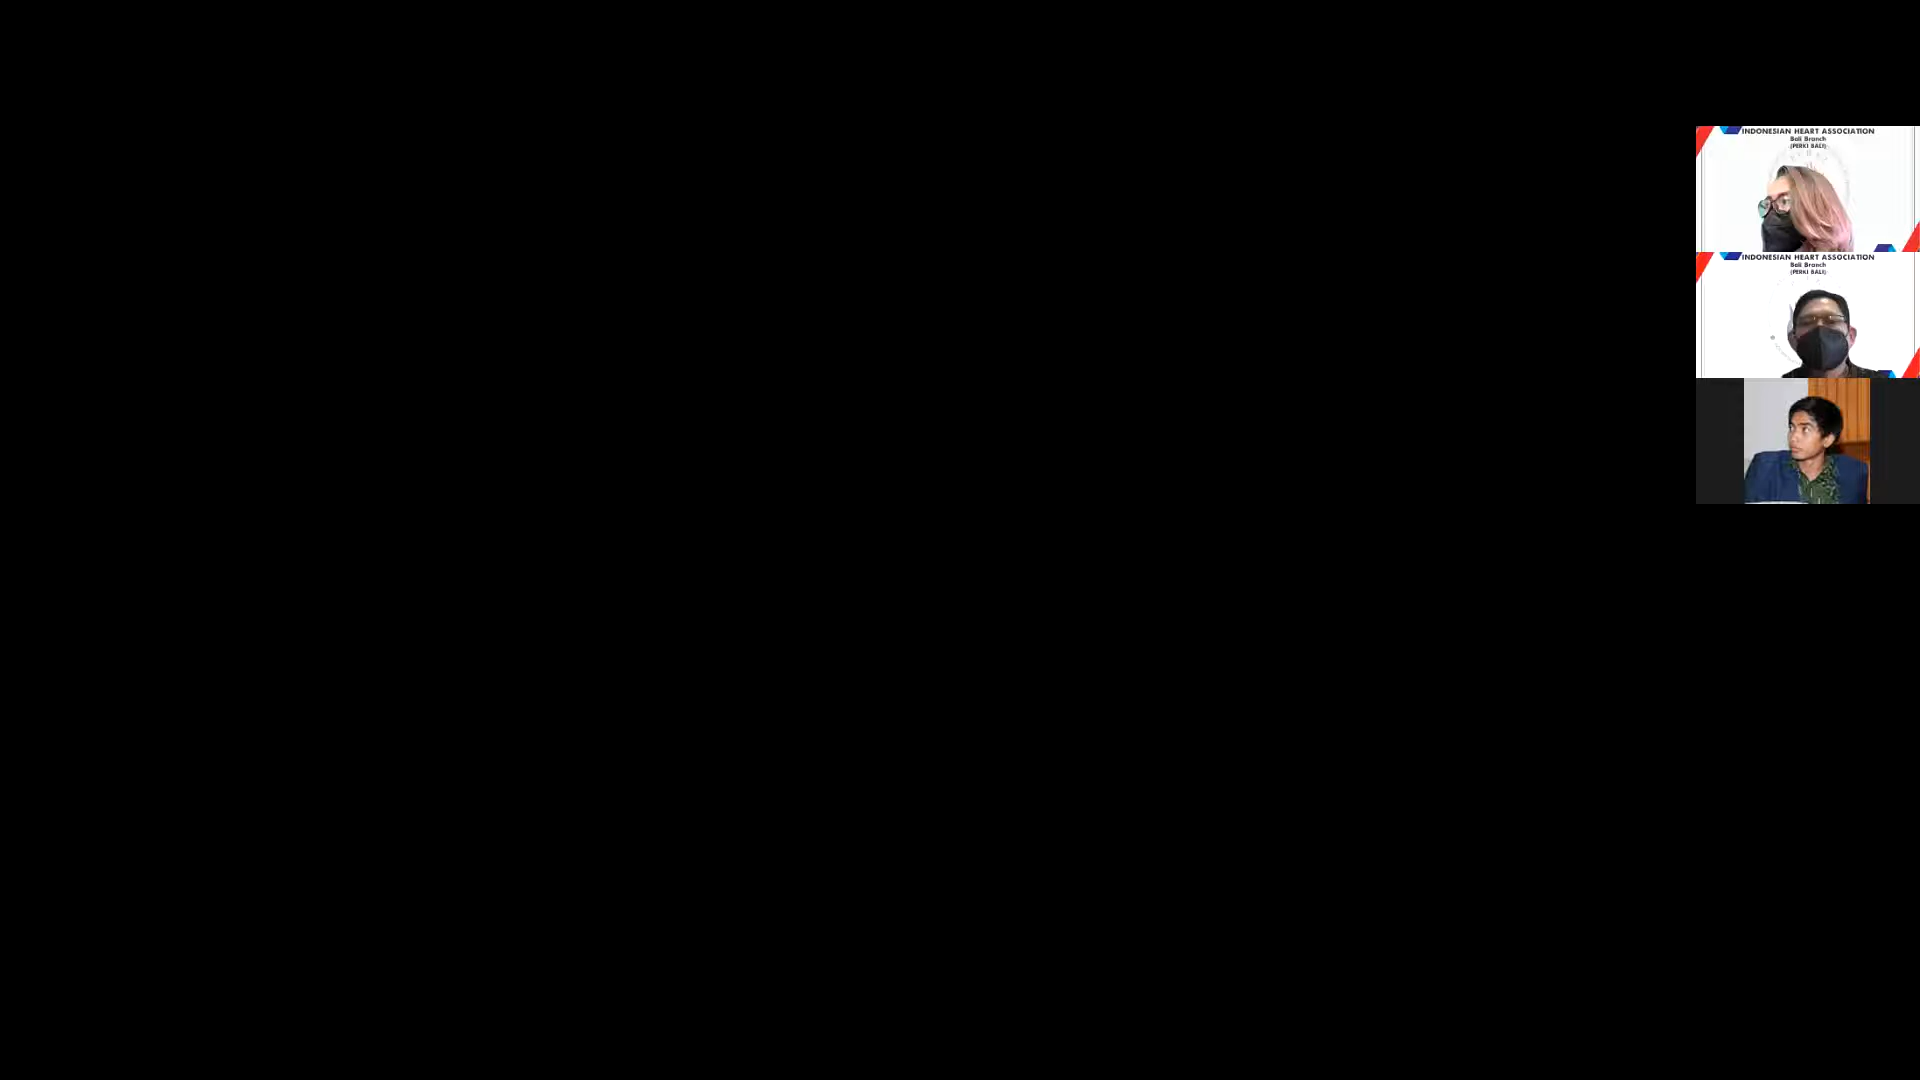 INDONESIAN HEART ASSOCIATION
Bali Branch
(PERKI BALI)
INDONESIAN HEART ASSOCIATION
Bali Branch
(PERKI BALI)